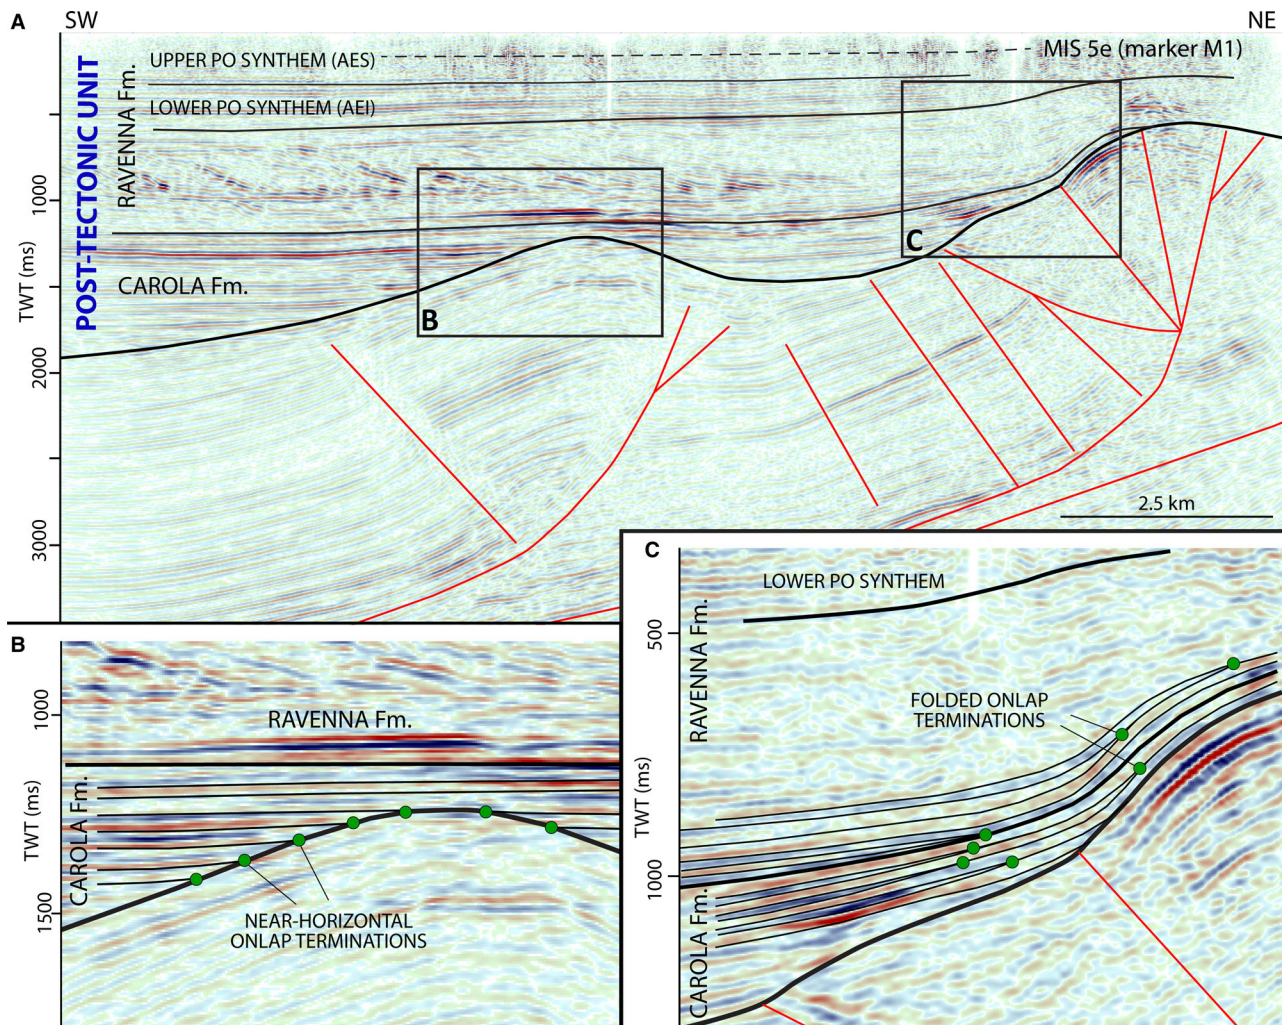 A
SW
NE
UPPER PO SYNTHEM (AES)
MIS 5e (marker M1)
LOWER PO SYNTHEM (AEI)
POST-TECTONIC UNIT
RAVENNA Fm.
CAROLA Fm.
TWT (ms)
1000
2000
3000
B
C
2.5 km
B
RAVENNA Fm.
CAROLA Fm.
TWT (ms)
1000
1500
NEAR-HORIZONTAL
ONLAP TERMINATIONS
C
LOWER PO SYNTHEM
RAVENNA Fm.
CAROLA Fm.
TWT (ms)
500
1000
FOLDED ONLAP
TERMINATIONS